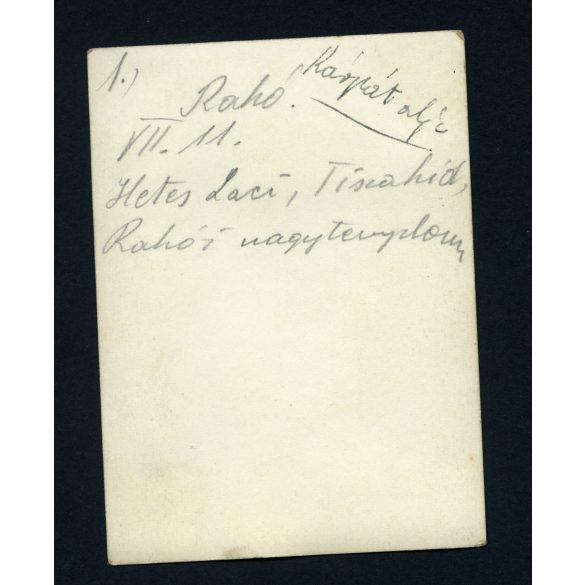 1.)
Rahó.
Kárpátalja
VII. 11.
Hetes Laci, Tiszahíd,
Rahói nagytemplom